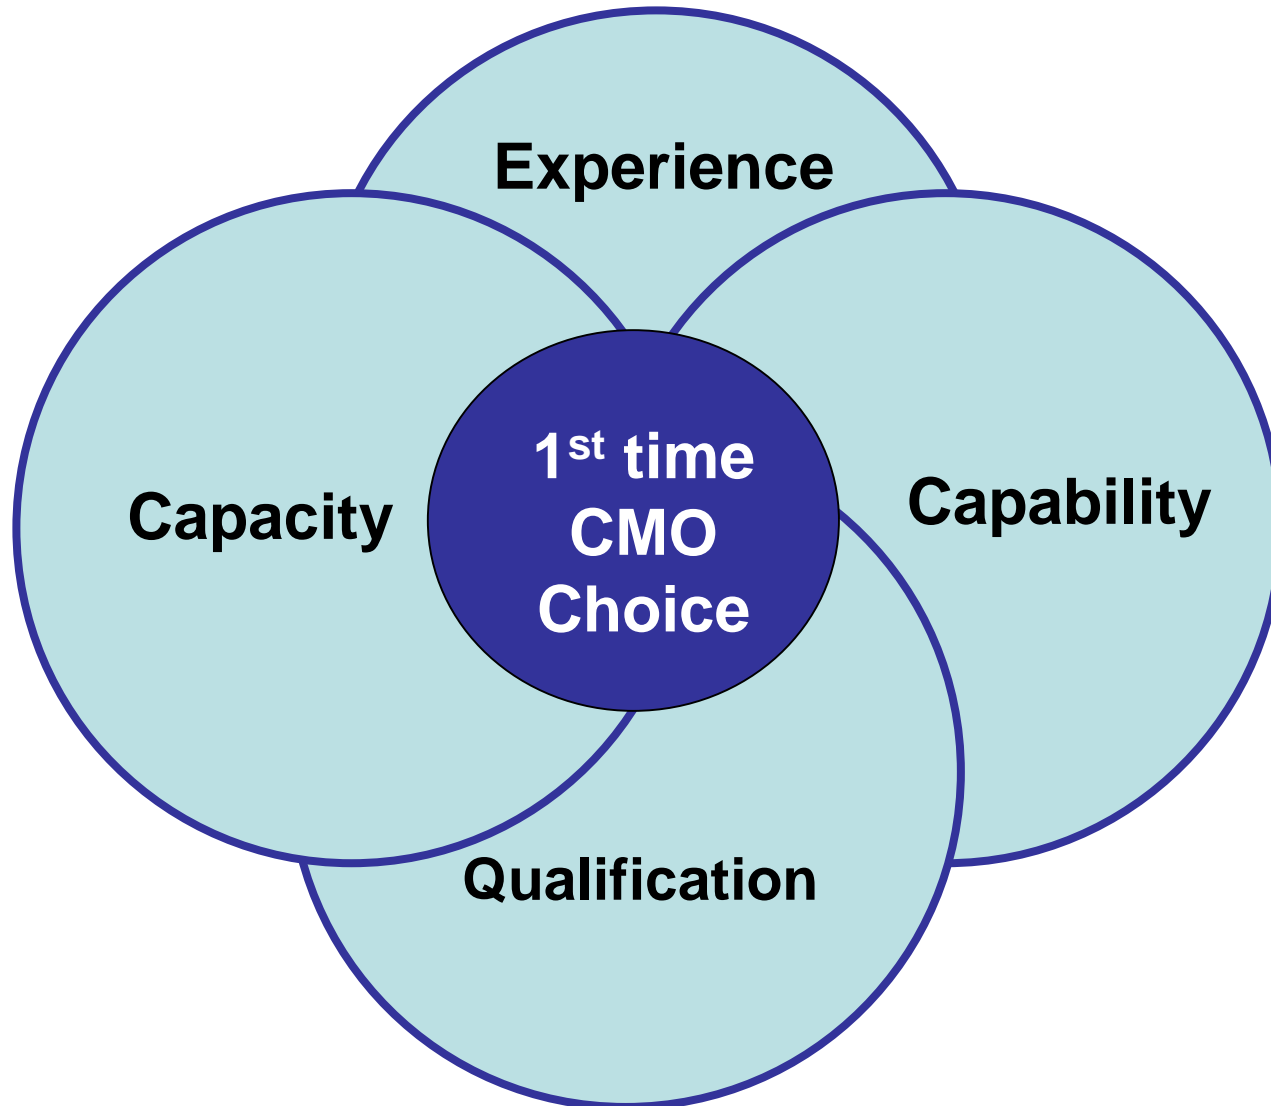 Experience
Capacity
1st time
CMO
Choice
Capability
Qualification